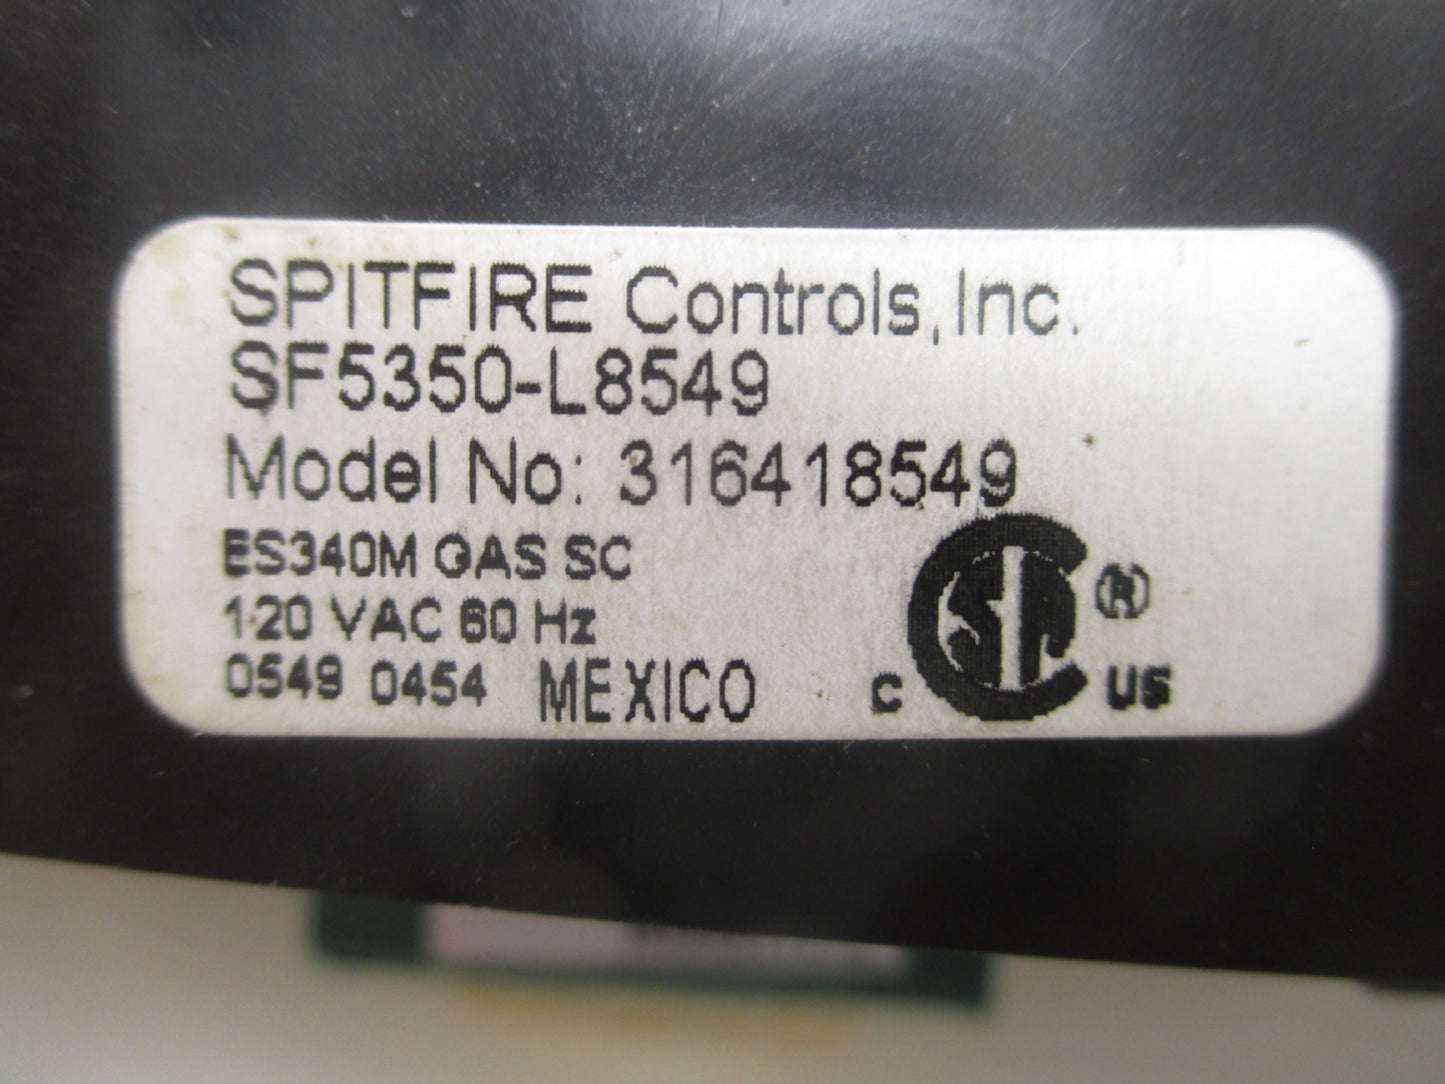 SPITFIRE Controls, Inc.
SF5350-L8549
Model No: 316418549
ES340M GAS SC
120 VAC 60 Hz
0549 0454 MEXICO
C SP ® US